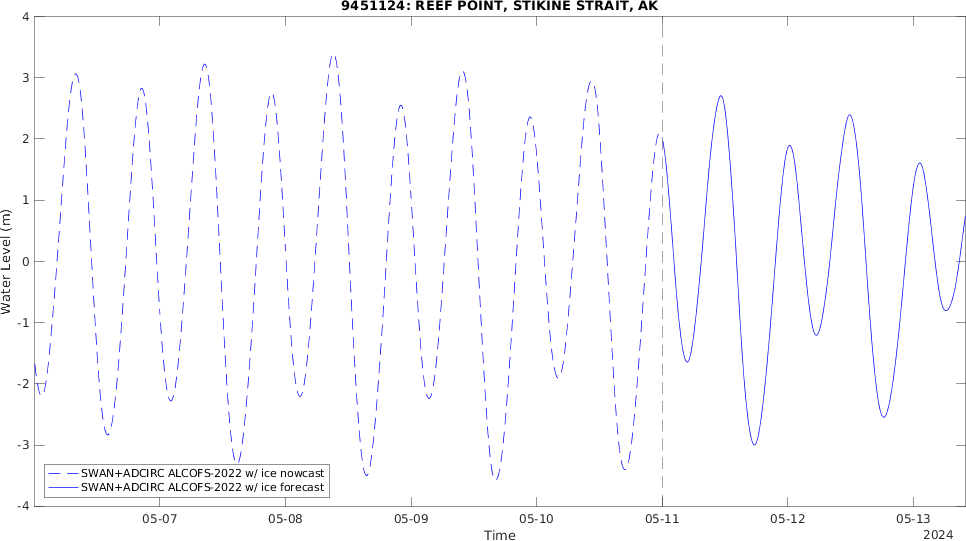 9451124: REEF POINT, STIKINE STRAIT, AK
4
3
2
1
0
-1
-2
-3
-4
Water Level (m)
SWAN+ADCIRC ALCOFS-2022 w/ ice nowcast
SWAN+ADCIRC ALCOFS-2022 w/ ice forecast
05-07 05-08 05-09 05-10 05-11 05-12 05-13
Time
2024